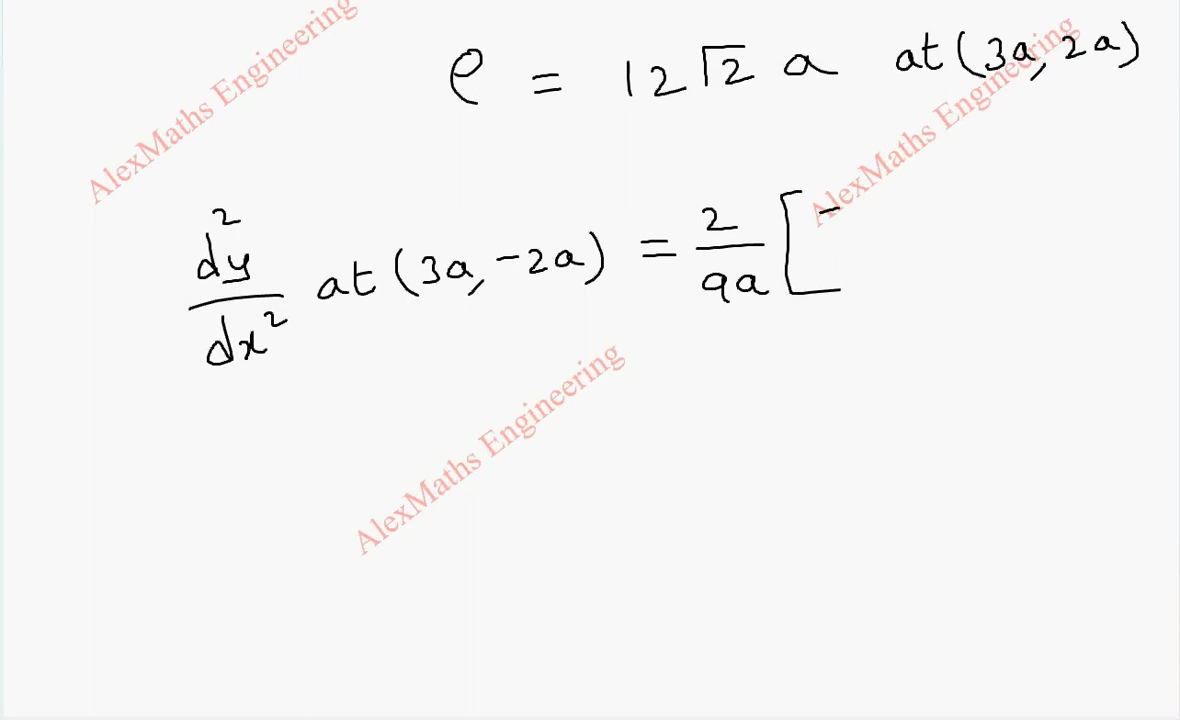 ρ = 12√2 a at (3a, 2a)
d²y/dx² at (3a, -2a) = 2/9a [-
AlexMaths Engineering
AlexMaths Engineering
AlexMaths Engineering